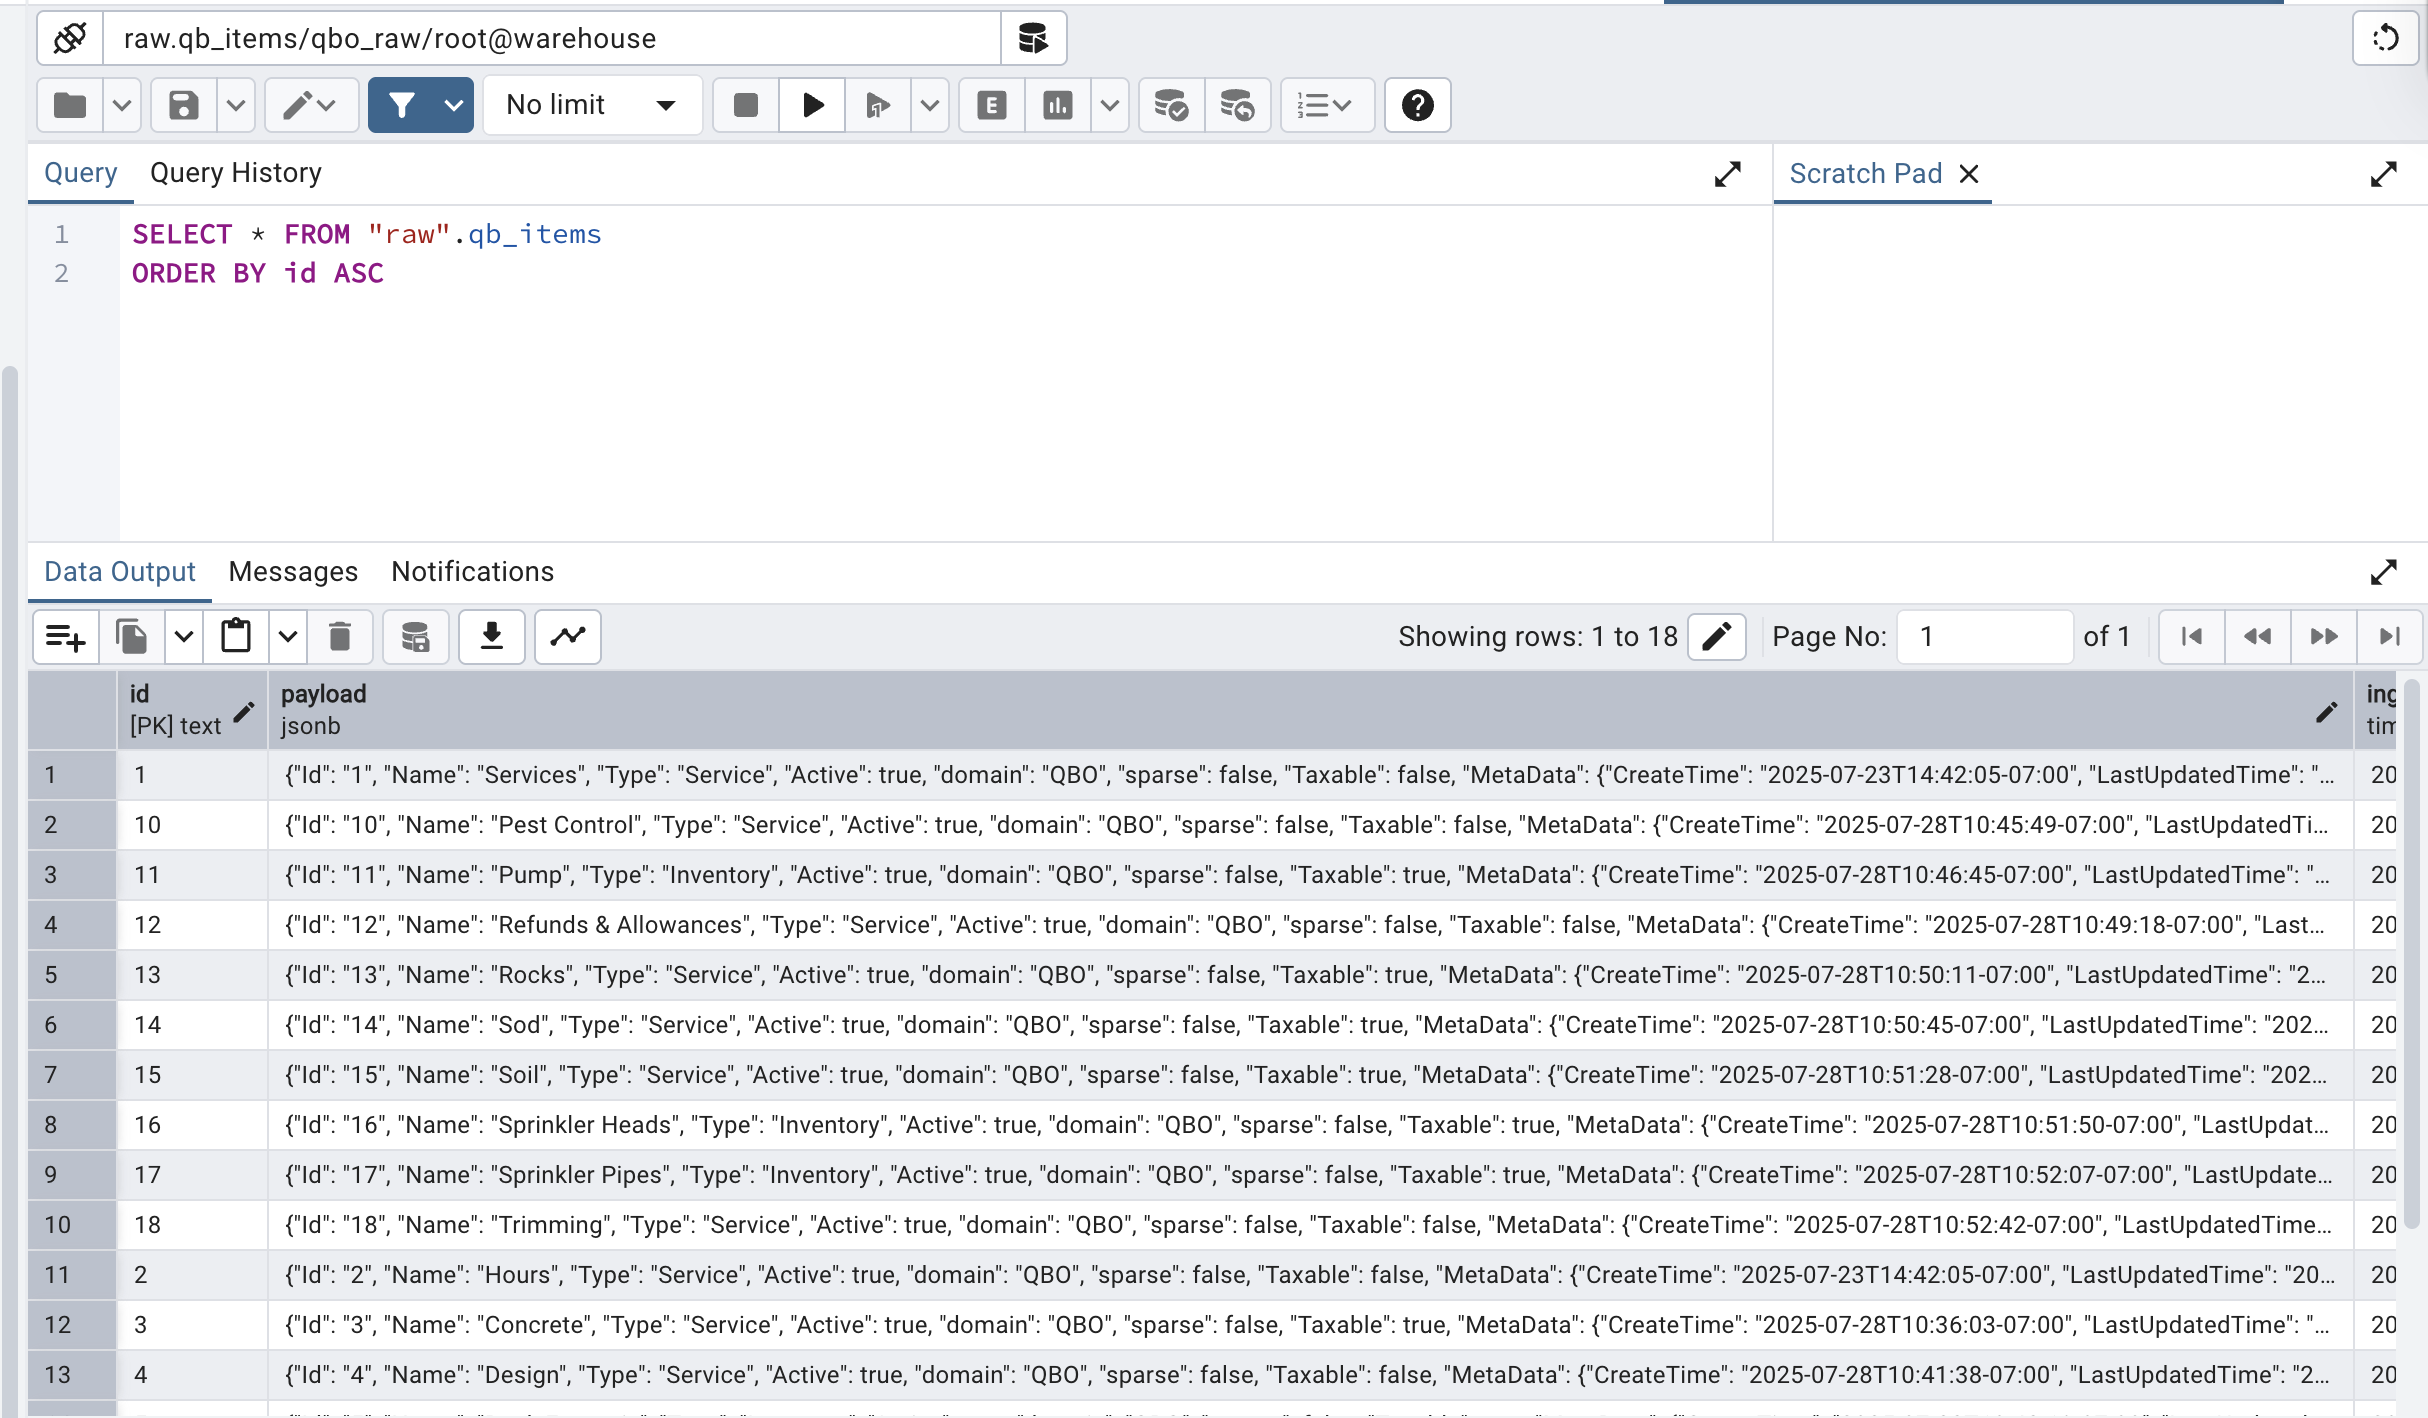 raw.qb_items/qbo_raw/root@warehouse
No limit
E
Query
Query History
Scratch Pad
1
SELECT * FROM "raw".qb_items
2
ORDER BY id ASC
Data Output
Messages
Notifications
Showing rows: 1 to 18
Page No:
1
of 1
id
[PK] text
payload
jsonb
ing
tim
1 1 {"Id": "1", "Name": "Services", "Type": "Service", "Active": true, "domain": "QBO", "sparse": false, "Taxable": false, "MetaData": {"CreateTime": "2025-07-23T14:42:05-07:00", "LastUpdatedTime": "… 20
2 10 {"Id": "10", "Name": "Pest Control", "Type": "Service", "Active": true, "domain": "QBO", "sparse": false, "Taxable": false, "MetaData": {"CreateTime": "2025-07-28T10:45:49-07:00", "LastUpdatedTi… 20
3 11 {"Id": "11", "Name": "Pump", "Type": "Inventory", "Active": true, "domain": "QBO", "sparse": false, "Taxable": true, "MetaData": {"CreateTime": "2025-07-28T10:46:45-07:00", "LastUpdatedTime": "… 20
4 12 {"Id": "12", "Name": "Refunds & Allowances", "Type": "Service", "Active": true, "domain": "QBO", "sparse": false, "Taxable": false, "MetaData": {"CreateTime": "2025-07-28T10:49:18-07:00", "Last… 20
5 13 {"Id": "13", "Name": "Rocks", "Type": "Service", "Active": true, "domain": "QBO", "sparse": false, "Taxable": true, "MetaData": {"CreateTime": "2025-07-28T10:50:11-07:00", "LastUpdatedTime": "2… 20
6 14 {"Id": "14", "Name": "Sod", "Type": "Service", "Active": true, "domain": "QBO", "sparse": false, "Taxable": true, "MetaData": {"CreateTime": "2025-07-28T10:50:45-07:00", "LastUpdatedTime": "202… 20
7 15 {"Id": "15", "Name": "Soil", "Type": "Service", "Active": true, "domain": "QBO", "sparse": false, "Taxable": true, "MetaData": {"CreateTime": "2025-07-28T10:51:28-07:00", "LastUpdatedTime": "202… 20
8 16 {"Id": "16", "Name": "Sprinkler Heads", "Type": "Inventory", "Active": true, "domain": "QBO", "sparse": false, "Taxable": true, "MetaData": {"CreateTime": "2025-07-28T10:51:50-07:00", "LastUpdat… 20
9 17 {"Id": "17", "Name": "Sprinkler Pipes", "Type": "Inventory", "Active": true, "domain": "QBO", "sparse": false, "Taxable": true, "MetaData": {"CreateTime": "2025-07-28T10:52:07-07:00", "LastUpdate… 20
10 18 {"Id": "18", "Name": "Trimming", "Type": "Service", "Active": true, "domain": "QBO", "sparse": false, "Taxable": false, "MetaData": {"CreateTime": "2025-07-28T10:52:42-07:00", "LastUpdatedTime… 20
11 2 {"Id": "2", "Name": "Hours", "Type": "Service", "Active": true, "domain": "QBO", "sparse": false, "Taxable": false, "MetaData": {"CreateTime": "2025-07-23T14:42:05-07:00", "LastUpdatedTime": "20… 20
12 3 {"Id": "3", "Name": "Concrete", "Type": "Service", "Active": true, "domain": "QBO", "sparse": false, "Taxable": true, "MetaData": {"CreateTime": "2025-07-28T10:36:03-07:00", "LastUpdatedTime": "… 20
13 4 {"Id": "4", "Name": "Design", "Type": "Service", "Active": true, "domain": "QBO", "sparse": false, "Taxable": false, "MetaData": {"CreateTime": "2025-07-28T10:41:38-07:00", "LastUpdatedTime": "2… 20